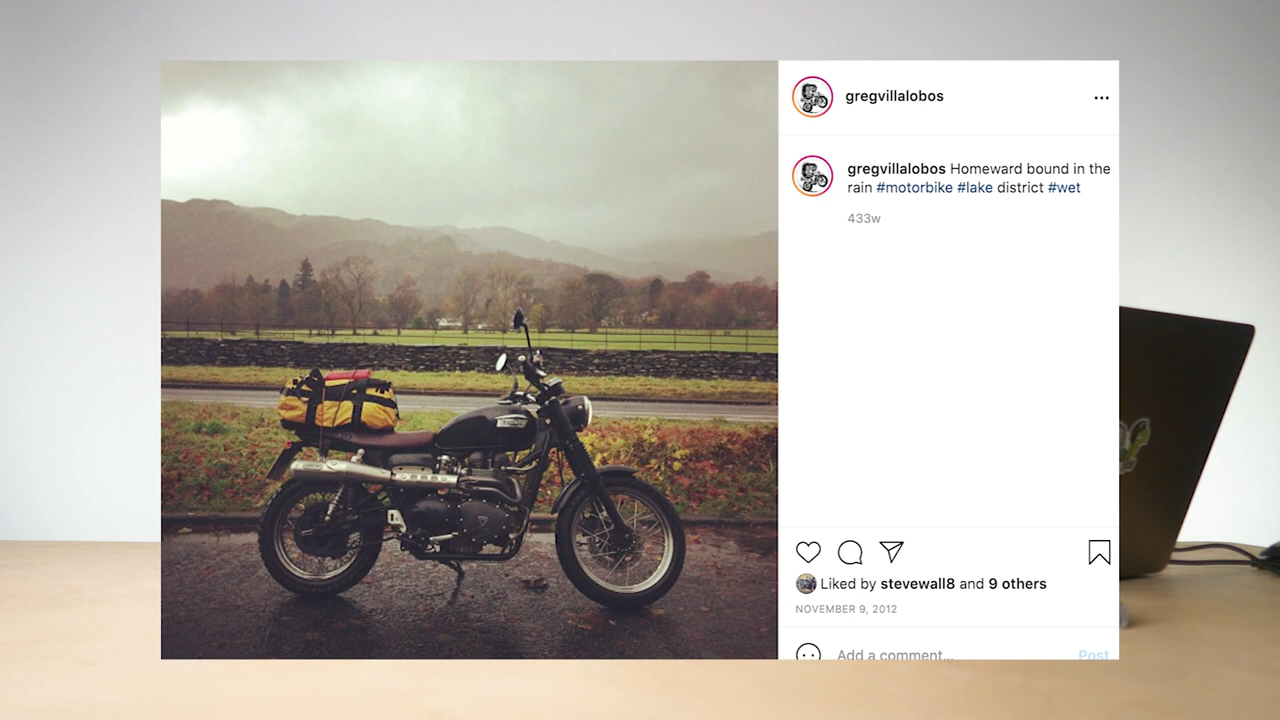 gregvillalobos
gregvillalobos Homeward bound in the
rain #motorbike #lake district #wet
433w
Liked by stevewall8 and 9 others
NOVEMBER 9, 2012
Add a comment...
Post